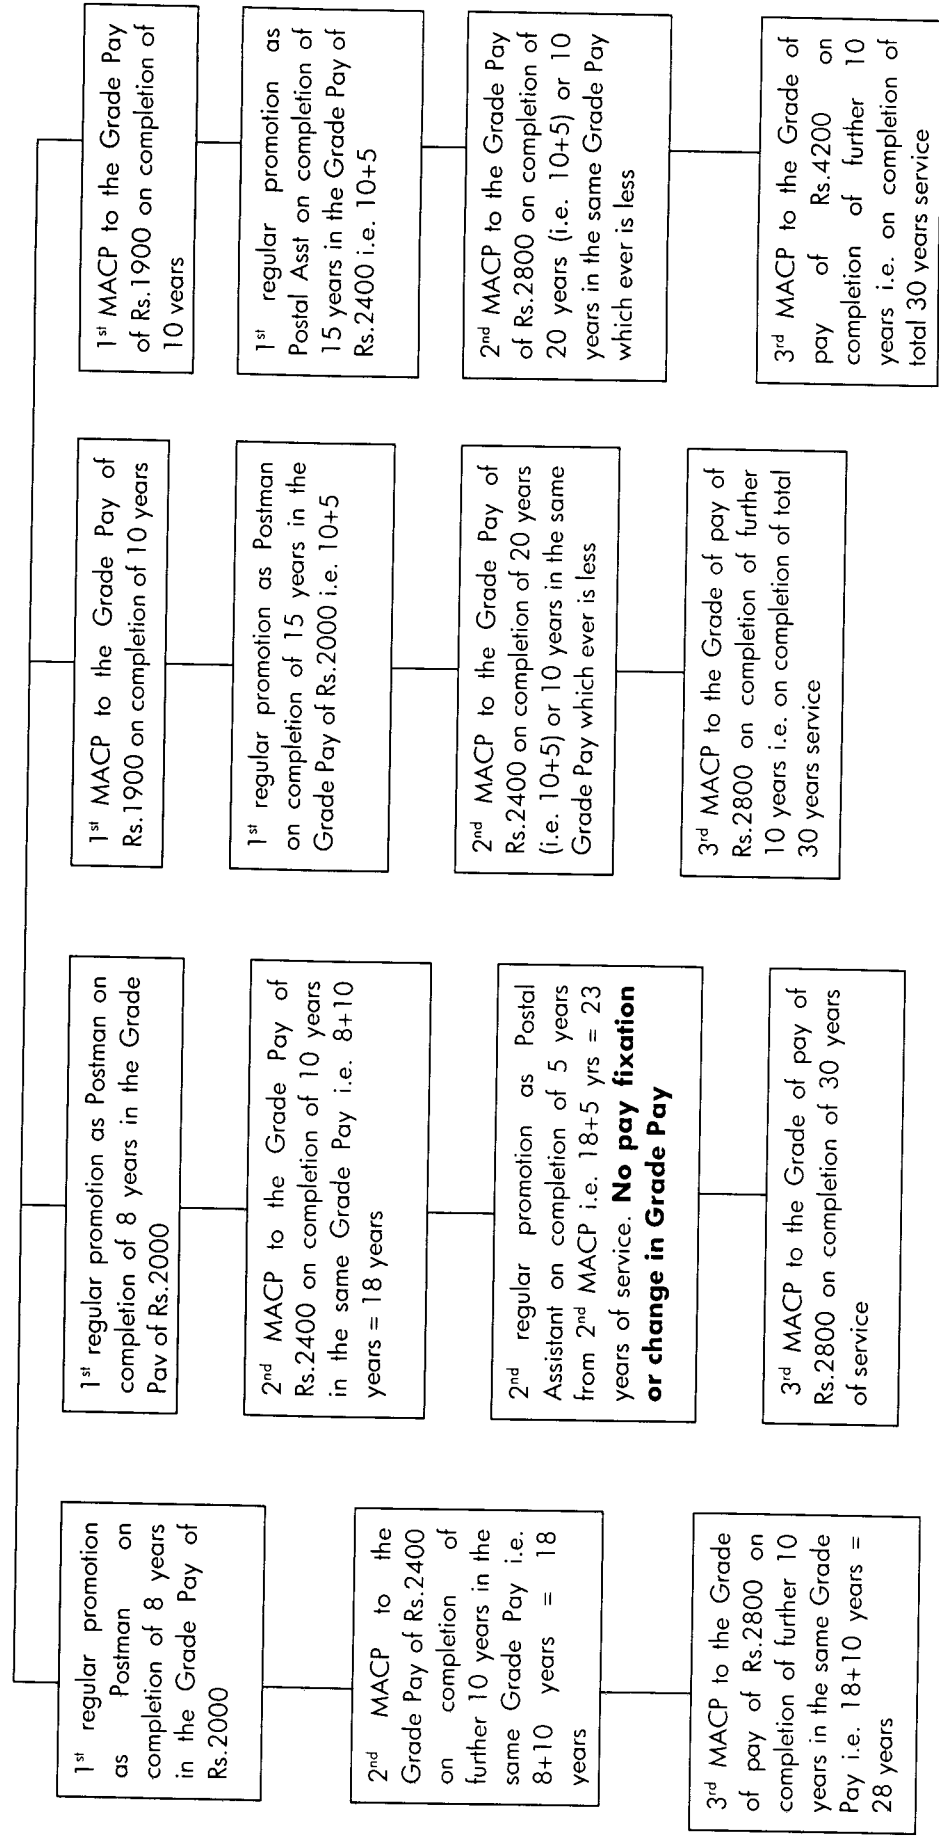 1st regular promotion
as Postman on
completion of 8 years
in the Grade Pay of
Rs.2000
2nd MACP to the
Grade Pay of Rs.2400
on completion of
further 10 years in the
same Grade Pay i.e.
8+10 years = 18
years
3rd MACP to the Grade
of pay of Rs.2800 on
completion of further 10
years in the same Grade
Pay i.e. 18+10 years =
28 years
1st regular promotion as Postman on
completion of 8 years in the Grade
Pay of Rs.2000
2nd MACP to the Grade Pay of
Rs.2400 on completion of 10 years
in the same Grade Pay i.e. 8+10
years = 18 years
2nd regular promotion as Postal
Assistant on completion of 5 years
from 2nd MACP i.e. 18+5 yrs = 23
years of service. No pay fixation
or change in Grade Pay
3rd MACP to the Grade of pay of
Rs.2800 on completion of 30 years
of service
1st MACP to the Grade Pay of
Rs.1900 on completion of 10 years
1st regular promotion as Postman
on completion of 15 years in the
Grade Pay of Rs.2000 i.e. 10+5
2nd MACP to the Grade Pay of
Rs.2400 on completion of 20 years
(i.e. 10+5) or 10 years in the same
Grade Pay which ever is less
3rd MACP to the Grade of pay of
Rs.2800 on completion of further
10 years i.e. on completion of total
30 years service
1st MACP to the Grade Pay
of Rs.1900 on completion of
10 years
1st regular promotion as
Postal Asst on completion of
15 years in the Grade Pay of
Rs.2400 i.e. 10+5
2nd MACP to the Grade Pay
of Rs.2800 on completion of
20 years (i.e. 10+5) or 10
years in the same Grade Pay
which ever is less
3rd MACP to the Grade of
pay of Rs.4200 on
completion of further 10
years i.e. on completion of
total 30 years service